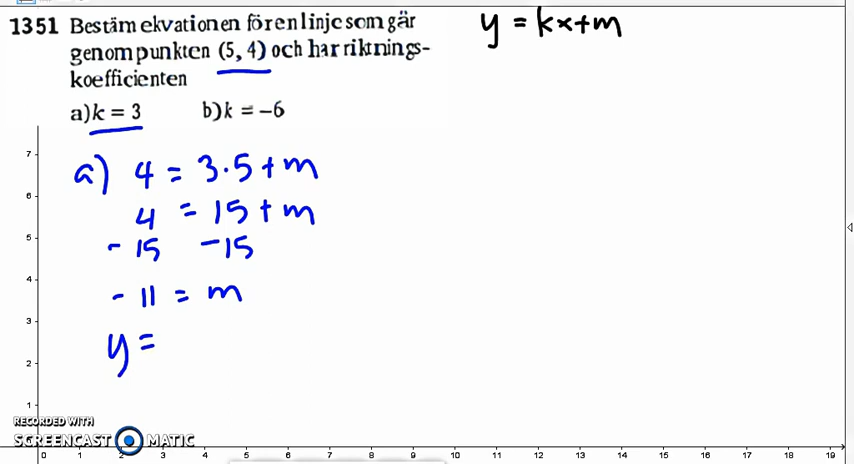 1351 Bestäm ekvationen för en linje som går
genom punkten (5, 4) och har riktnings-
koefficienten
a) k = 3 b) k = -6
y = kx + m
a) 4 = 3·5 + m
4 = 15 + m
-15 -15
-11 = m
y =
7
6
5
4
3
2
1
RECORDED WITH
SCREENCAST MATIC
0 1 2 3 4 5 6 7 8 9 10 11 12 13 14 15 16 17 18 19